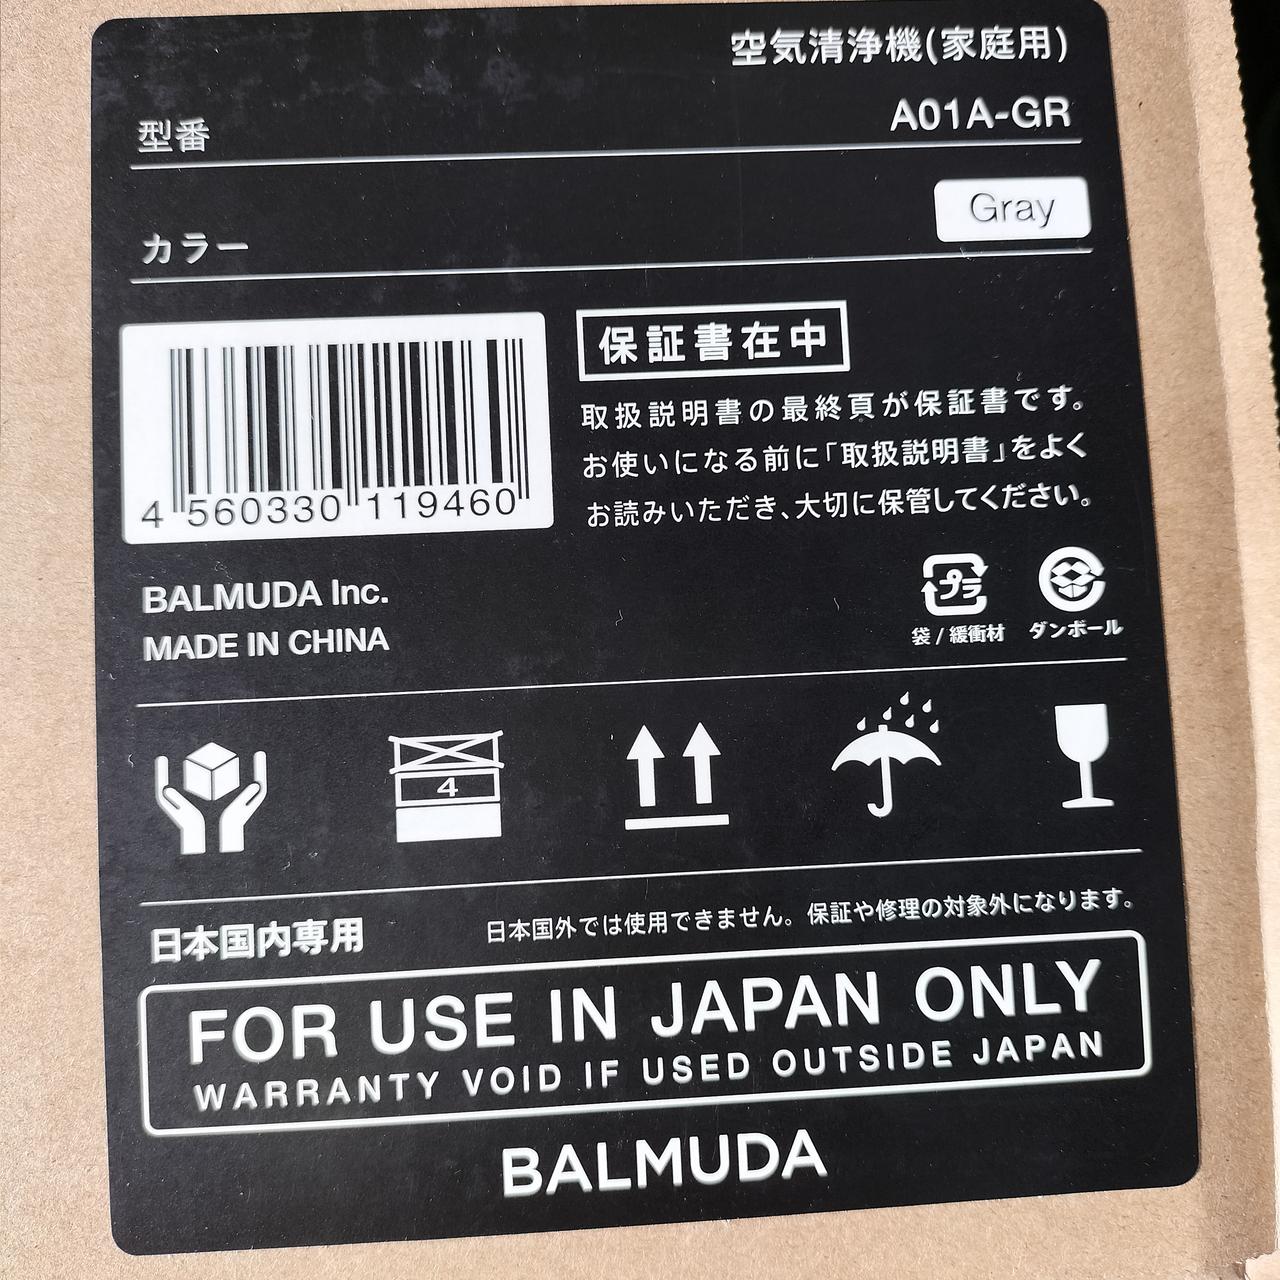 空気清浄機(家庭用)
型番 A01A-GR
カラー Gray
保証書在中
取扱説明書の最終頁が保証書です。
お使いになる前に「取扱説明書」をよく
お読みいただき、大切に保管してください。
4 560330 119460
BALMUDA Inc.
MADE IN CHINA
プラ
袋 / 緩衝材
ダンボール
4
日本国内専用 日本国外では使用できません。保証や修理の対象外になります。
FOR USE IN JAPAN ONLY
WARRANTY VOID IF USED OUTSIDE JAPAN
BALMUDA